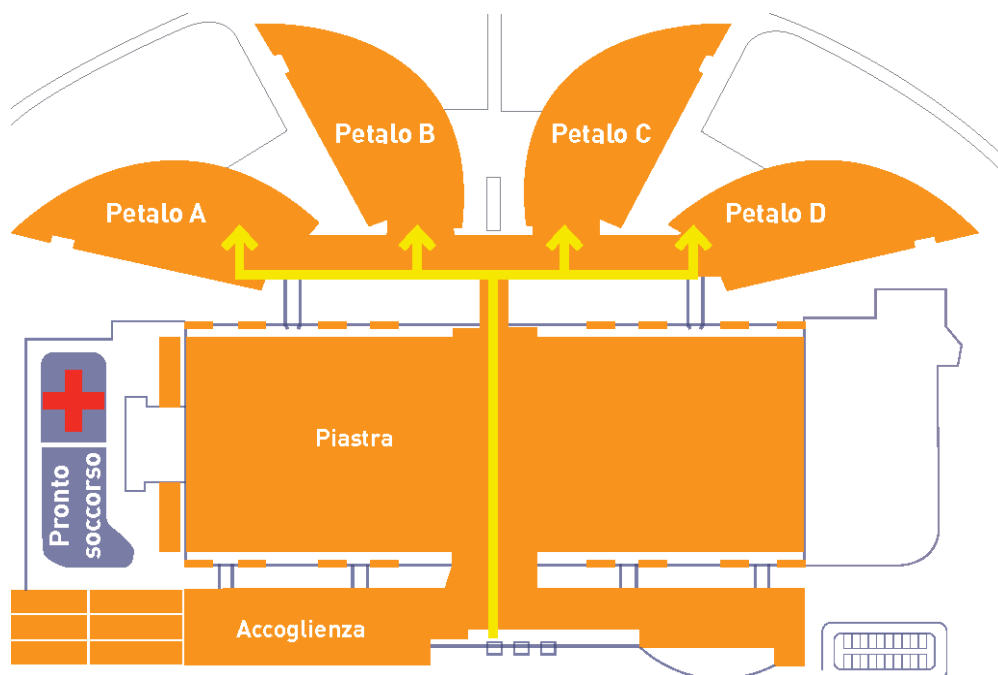 Petalo B
Petalo C
Petalo A
Petalo D
Piastra
Pronto
soccorso
Accoglienza